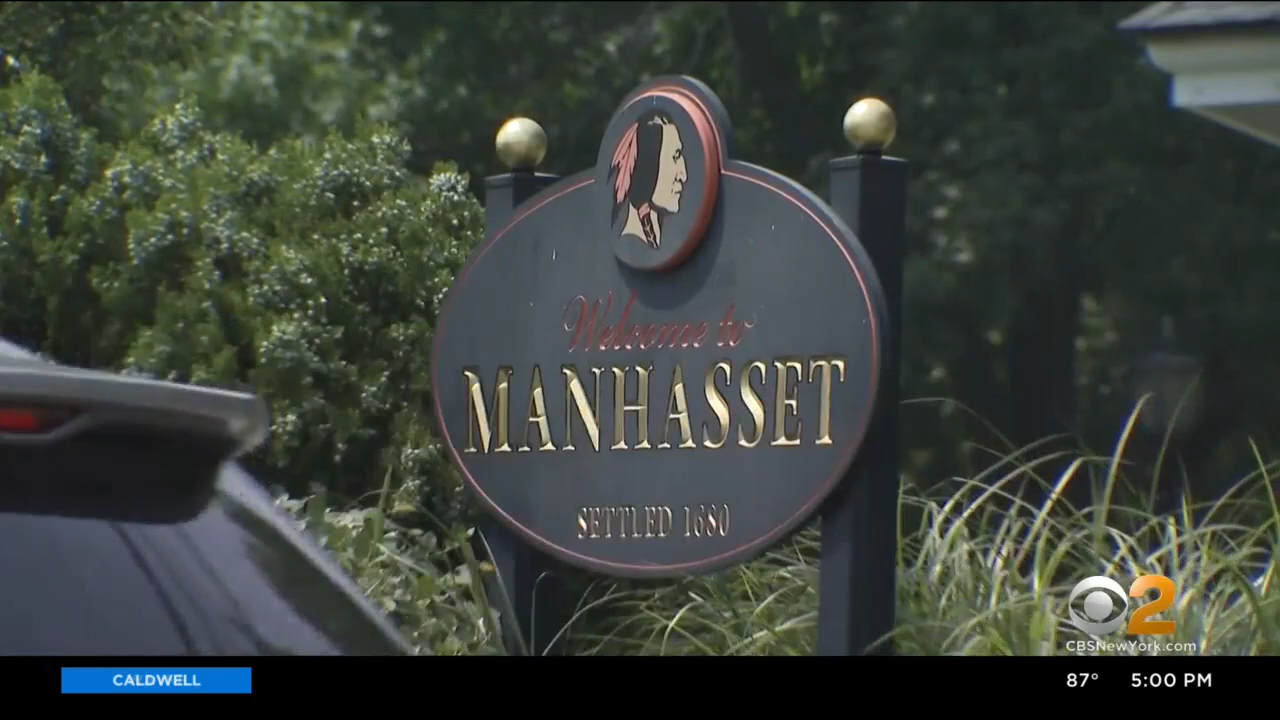 Welcome to
MANHASSET
SETTLED 1680
2
CBSNewYork.com
CALDWELL
87° 5:00 PM